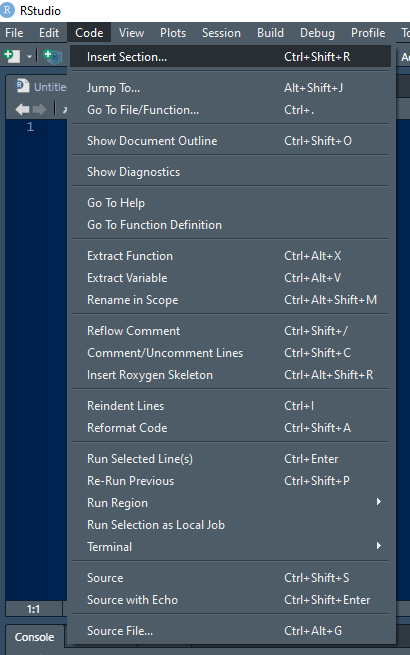 R RStudio
File Edit Code View Plots Session Build Debug Profile
Insert Section... Ctrl+Shift+R
Untitle
Jump To... Alt+Shift+J
Go To File/Function... Ctrl+.
1
Show Document Outline Ctrl+Shift+O
Show Diagnostics
Go To Help
Go To Function Definition
Extract Function Ctrl+Alt+X
Extract Variable Ctrl+Alt+V
Rename in Scope Ctrl+Alt+Shift+M
Reflow Comment Ctrl+Shift+/
Comment/Uncomment Lines Ctrl+Shift+C
Insert Roxygen Skeleton Ctrl+Alt+Shift+R
Reindent Lines Ctrl+I
Reformat Code Ctrl+Shift+A
Run Selected Line(s) Ctrl+Enter
Re-Run Previous Ctrl+Shift+P
Run Region
Run Selection as Local Job
Terminal
Source Ctrl+Shift+S
Source with Echo Ctrl+Shift+Enter
1:1
Source File... Ctrl+Alt+G
Console